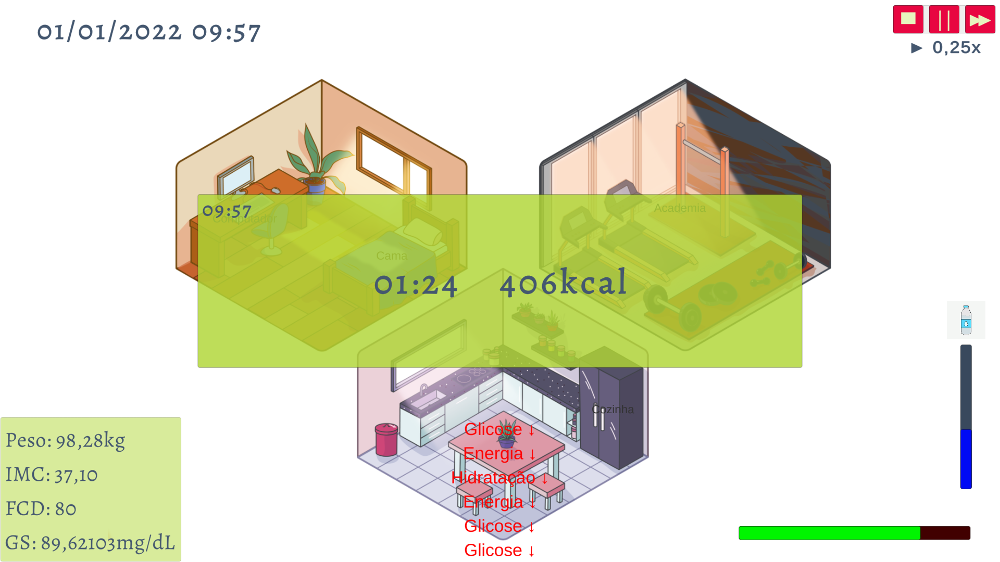 01/01/2022 09:57
► 0,25x
09:57
Computador
Academia
Cama
01:24 406kcal
Cozinha
Glicose ↓
Energia ↓
Hidratação ↓
Energia ↓
Glicose ↓
Glicose ↓
Peso: 98,28kg
IMC: 37,10
FCD: 80
GS: 89,62103mg/dL